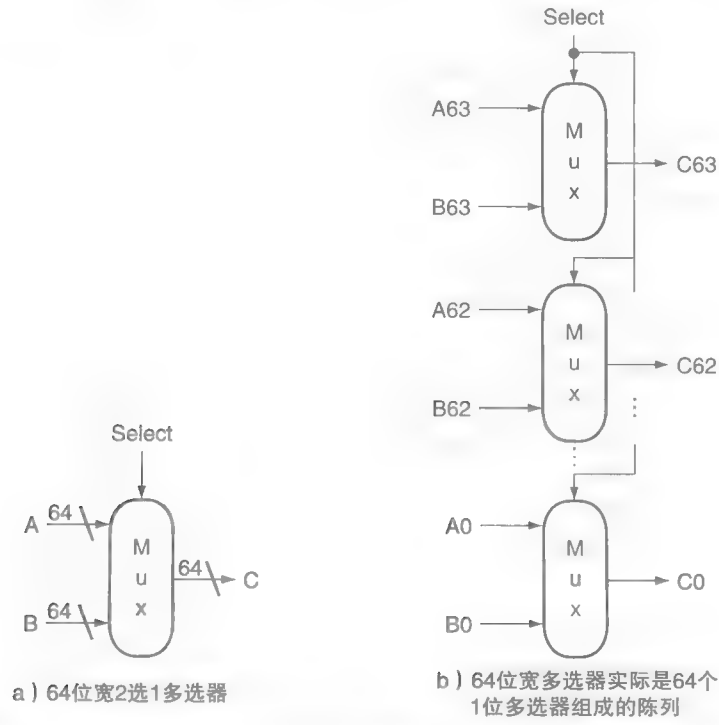 Select
A63
M
u
x
C63
B63
A62
M
u
x
C62
B62
Select
A 64
M
u
x
64 C
B 64
A0
M
u
x
C0
B0
a）64位宽2选1多选器
b）64位宽多选器实际是64个
1位多选器组成的陈列